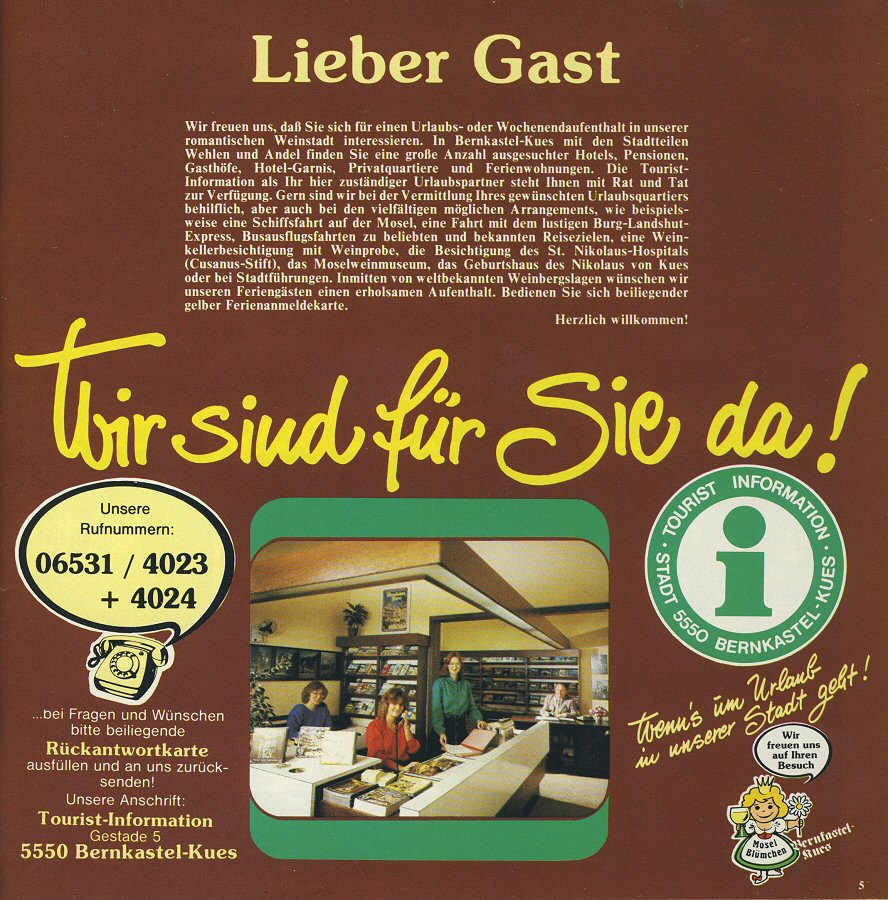 Lieber Gast
Wir freuen uns, daß Sie sich für einen Urlaubs- oder Wochenendaufenthalt in unserer
romantischen Weinstadt interessieren. In Bernkastel-Kues mit den Stadtteilen
Wehlen und Andel finden Sie eine große Anzahl ausgesuchter Hotels, Pensionen,
Gasthöfe, Hotel-Garnis, Privatquartiere und Ferienwohnungen. Die Tourist-
Information als Ihr hier zuständiger Urlaubspartner steht Ihnen mit Rat und Tat
zur Verfügung. Gern sind wir bei der Vermittlung Ihres gewünschten Urlaubsquartiers
behilflich, aber auch bei den vielfältigen möglichen Arrangements, wie beispiels-
weise eine Schiffsfahrt auf der Mosel, eine Fahrt mit dem lustigen Burg-Landshut-
Express, Busausflugsfahrten zu beliebten und bekannten Reisezielen, eine Wein-
kellerbesichtigung mit Weinprobe, die Besichtigung des St. Nikolaus-Hospitals
(Cusanus-Stift), das Moselweinmuseum, das Geburtshaus des Nikolaus von Kues
oder bei Stadtführungen. Inmitten von weltbekannten Weinbergslagen wünschen wir
unseren Feriengästen einen erholsamen Aufenthalt. Bedienen Sie sich beiliegender
gelber Ferienanmeldekarte.
Herzlich willkommen!
Wir sind für Sie da!
Unsere
Rufnummern:
06531 / 4023
+ 4024
...bei Fragen und Wünschen
bitte beiliegende
Rückantwortkarte
ausfüllen und an uns zurück-
senden!
Unsere Anschrift:
Tourist-Information
Gestade 5
5550 Bernkastel-Kues
· TOURIST INFORMATION ·
STADT 5550 BERNKASTEL-KUES
i
Wenn's um Urlaub
in unserer Stadt geht!
Wir
freuen uns
auf Ihren
Besuch
Mosel
Blümchen
Bernkastel-
Kues
5